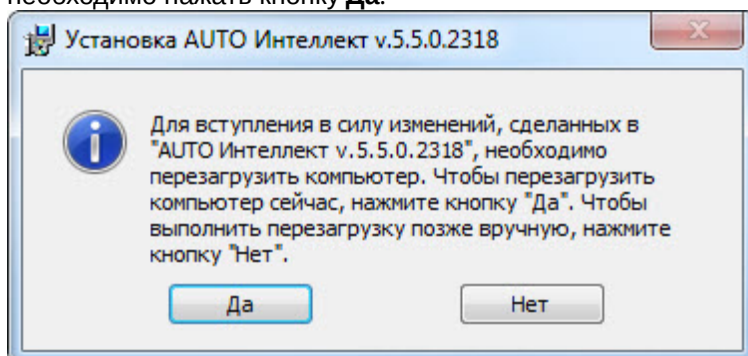 необходимо нажать кнопку Да.
Установка AUTO Интеллект v.5.5.0.2318
Для вступления в силу изменений, сделанных в
"AUTO Интеллект v.5.5.0.2318", необходимо
перезагрузить компьютер. Чтобы перезагрузить
компьютер сейчас, нажмите кнопку "Да". Чтобы
выполнить перезагрузку позже вручную, нажмите
кнопку "Нет".
Да Нет